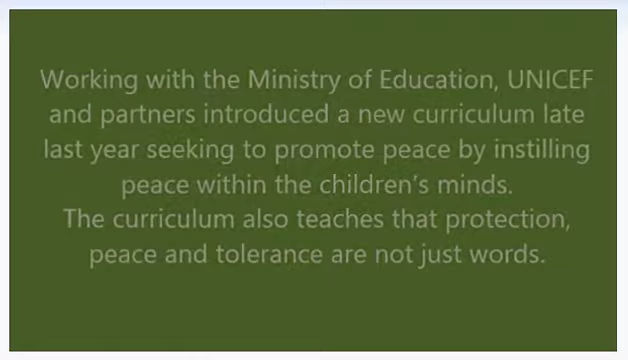 Working with the Ministry of Education, UNICEF
and partners introduced a new curriculum late
last year seeking to promote peace by instilling
peace within the children's minds.
The curriculum also teaches that protection,
peace and tolerance are not just words.